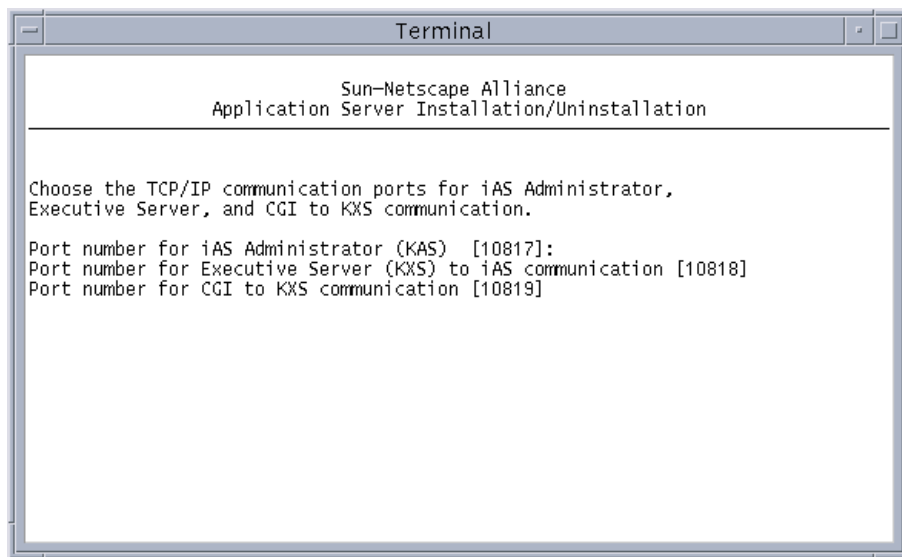 Terminal
Sun-Netscape Alliance
Application Server Installation/Uninstallation
Choose the TCP/IP communication ports for iAS Administrator,
Executive Server, and CGI to KXS communication.
Port number for iAS Administrator (KAS)  [10817]:
Port number for Executive Server (KXS) to iAS communication [10818]
Port number for CGI to KXS communication [10819]